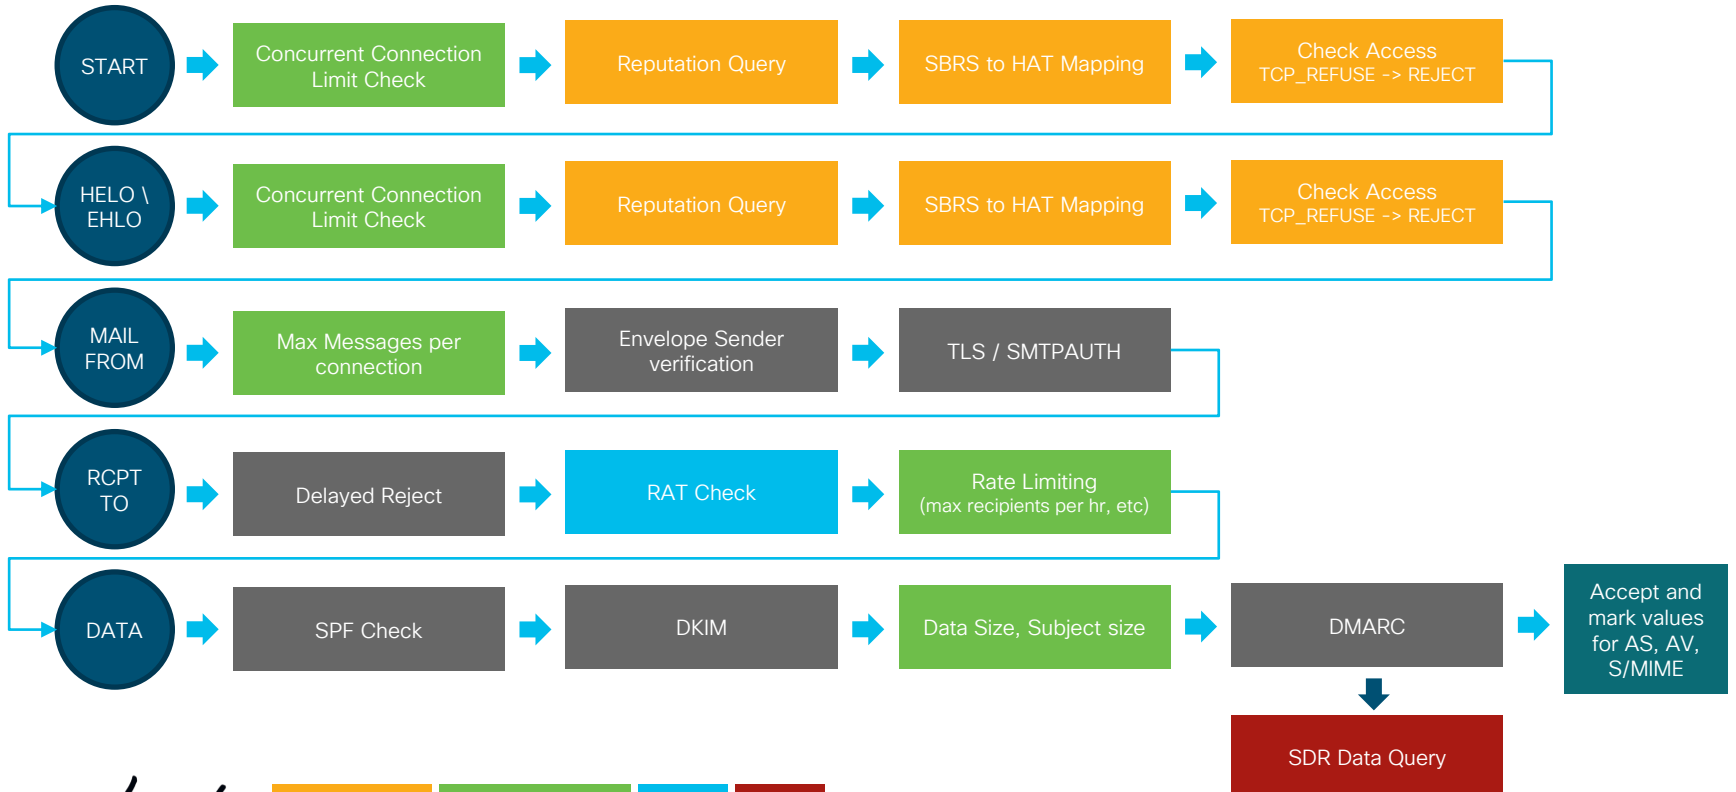 START
Concurrent Connection
Limit Check
Reputation Query
SBRS to HAT Mapping
Check Access
TCP_REFUSE -> REJECT
HELO \
EHLO
Concurrent Connection
Limit Check
Reputation Query
SBRS to HAT Mapping
Check Access
TCP_REFUSE -> REJECT
MAIL
FROM
Max Messages per
connection
Envelope Sender
verification
TLS / SMTPAUTH
RCPT
TO
Delayed Reject
RAT Check
Rate Limiting
(max recipients per hr, etc)
DATA
SPF Check
DKIM
Data Size, Subject size
DMARC
Accept and
mark values
for AS, AV,
S/MIME
SDR Data Query